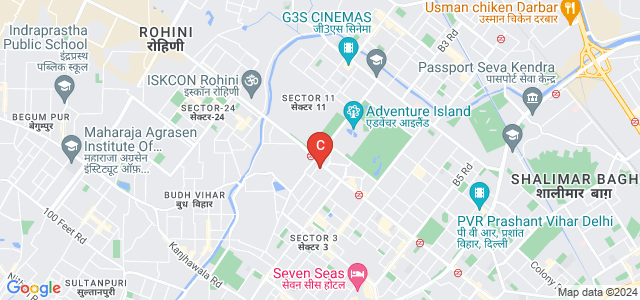 Indraprastha
Public School
इंद्रप्रस्थ
पब्लिक स्कूल
ROHINI
रोहिणी
G3S CINEMAS
जी3एस सिनेमा
Usman chiken Darbar
उस्मान चिकेन दरबार
B3 Rd
ISKCON Rohini
इस्कॉन रोहिणी
Passport Seva Kendra
पासपोर्ट सेवा केन्द्र
SECTOR 11
सेक्टर 11
SECTOR-24
सेक्टर-24
Adventure Island
एडवेंचर आइलैंड
BEGUM PUR
बेगुमपुर
Maharaja Agrasen
Institute Of...
महाराजा अग्रसेन
इंस्टिट्यूट ऑफ़...
C
SHALIMAR BAGH
शालीमार बाग़
B5 Rd
BUDH VIHAR
बुध विहार
PVR Prashant Vihar Delhi
पी वी आर, प्रशांत
विहार, दिल्ली
100 Feet Rd
SECTOR 3
सेक्टर 3
Kanjhawala Rd
Seven Seas
सेवन सीस होटल
SULTANPURI
सुल्तानपुरी
Colony
Google
Map data ©2024